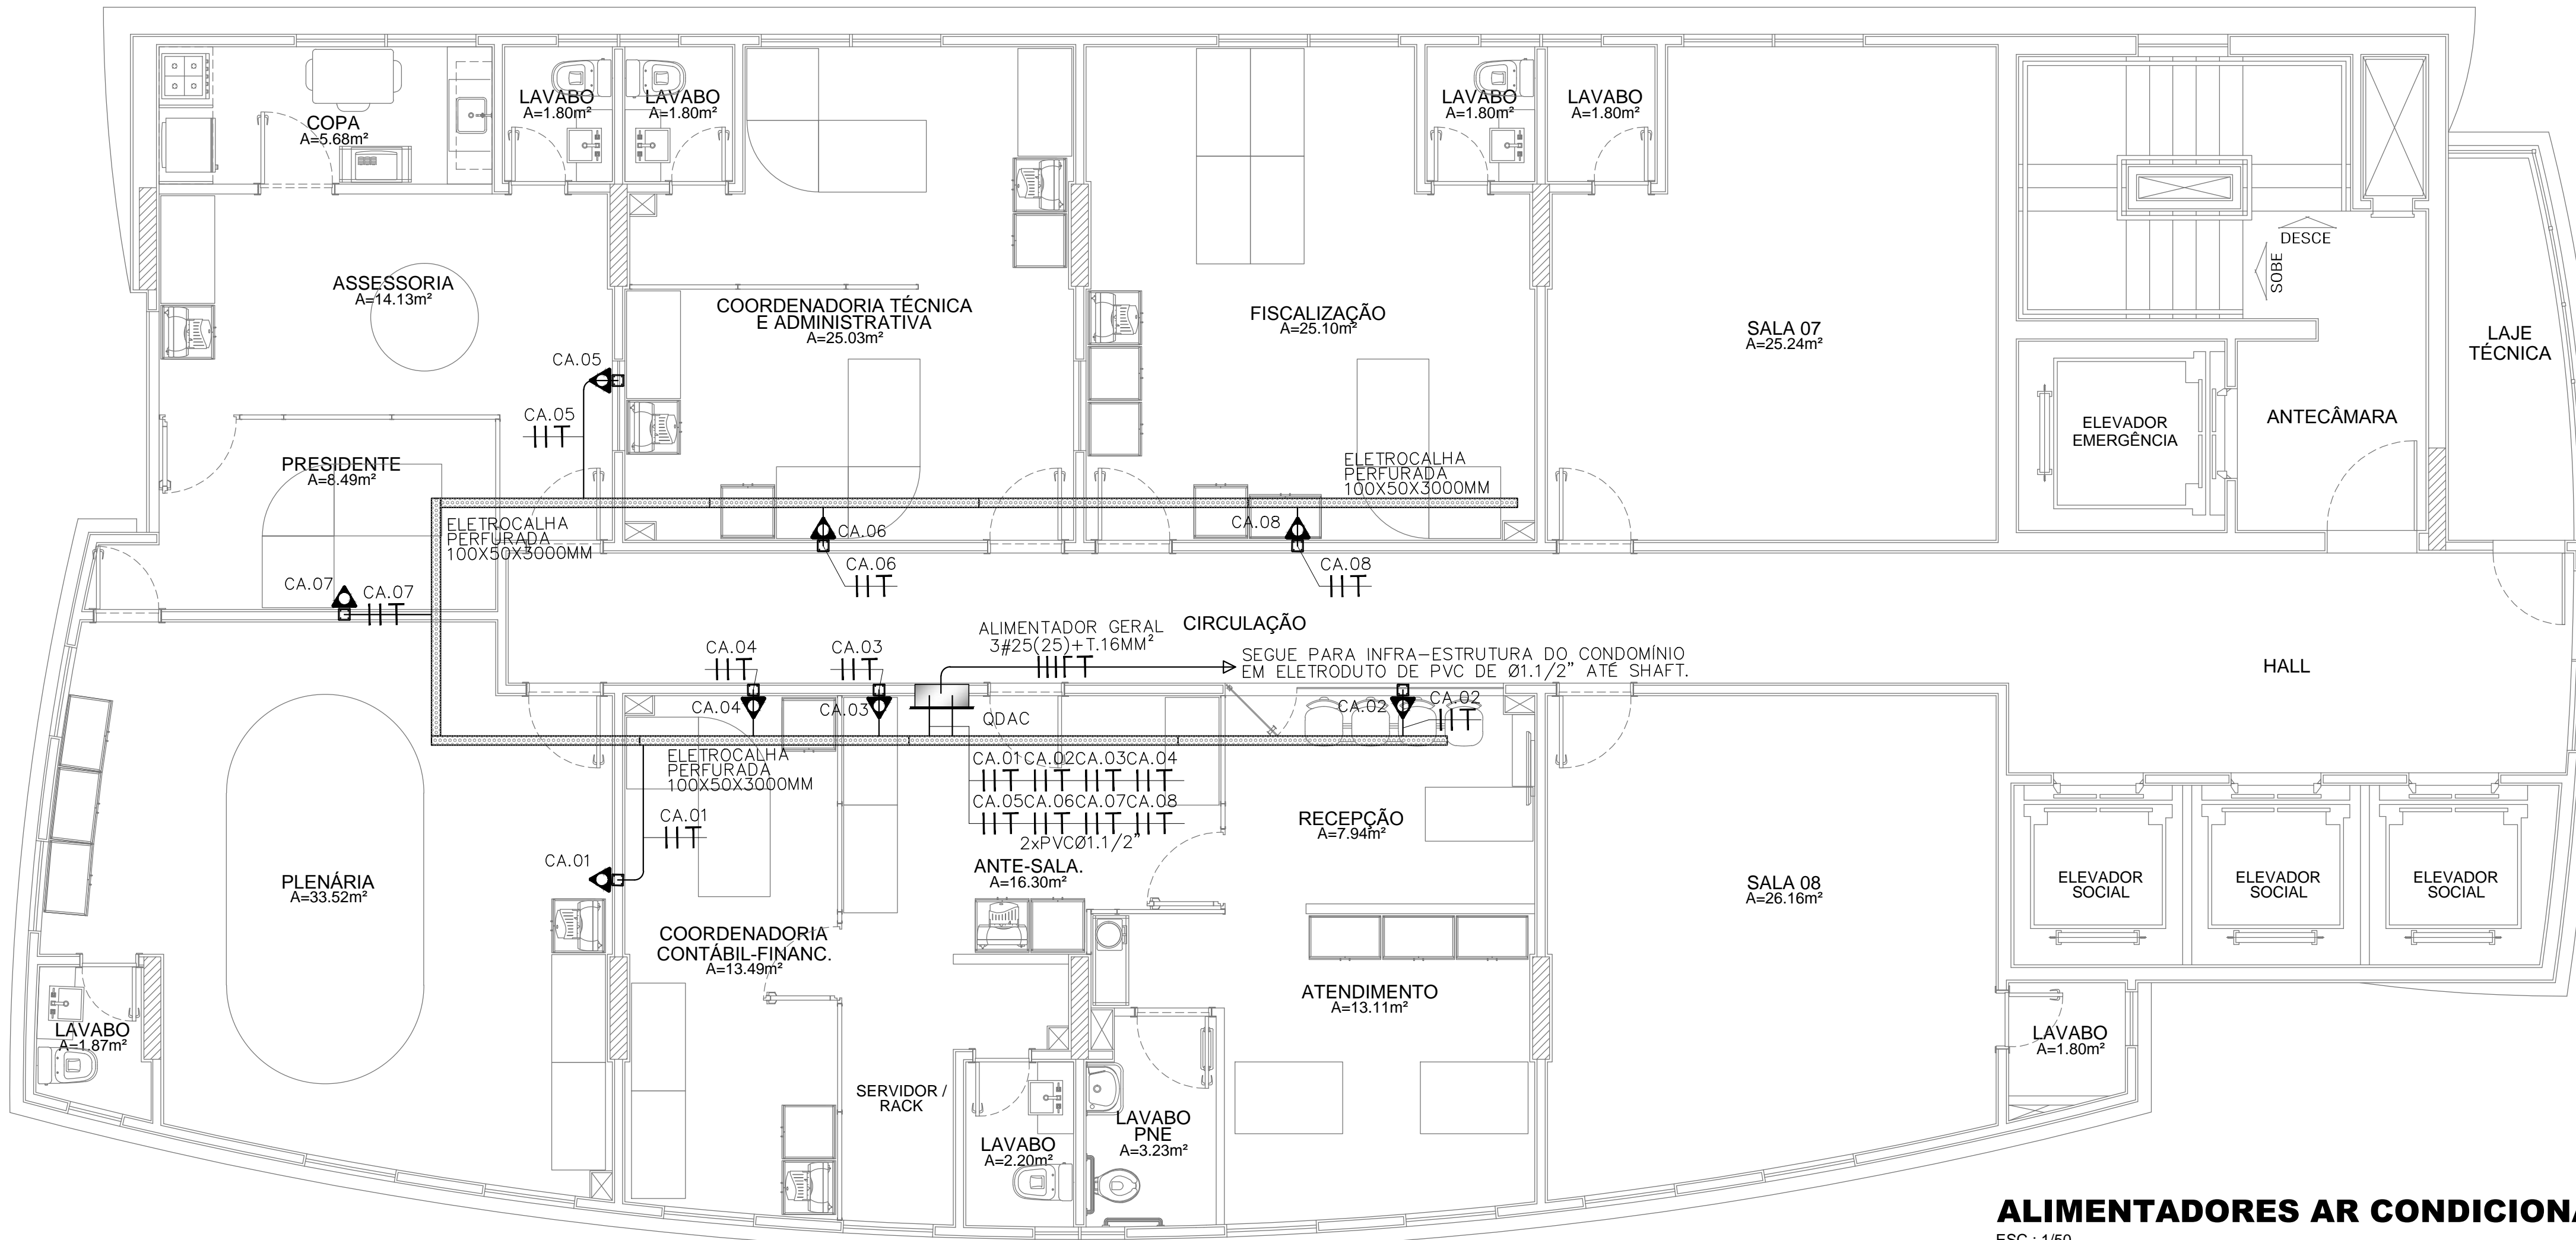 LAVABO
A=1.80m²
LAVABO
A=1.80m²
LAVABO
A=1.80m²
LAVABO
A=1.80m²
COPA
A=5.68m²
DESCE
SOBE
ASSESSORIA
A=14.13m²
COORDENADORIA TÉCNICA
E ADMINISTRATIVA
A=25.03m²
FISCALIZAÇÃO
A=25.10m²
SALA 07
A=25.24m²
LAJE
TÉCNICA
CA.05
CA.05
ELEVADOR
EMERGÊNCIA
ANTECÂMARA
PRESIDENTE
A=8.49m²
ELETROCALHA
PERFURADA
100X50X3000MM
ELETROCALHA
PERFURADA
100X50X3000MM
CA.06
CA.08
CA.06
CA.08
CA.07
CA.07
ALIMENTADOR GERAL
3#25(25)+T.16MM²
CIRCULAÇÃO
SEGUE PARA INFRA-ESTRUTURA DO CONDOMÍNIO
EM ELETRODUTO DE PVC DE Ø1.1/2" ATÉ SHAFT.
HALL
CA.04
CA.03
CA.04
CA.03
QDAC
CA.02
CA.02
ELETROCALHA
PERFURADA
100X50X3000MM
CA.01 CA.02 CA.03 CA.04
CA.05 CA.06 CA.07 CA.08
2xPVCØ1.1/2"
CA.01
CA.01
RECEPÇÃO
A=7.94m²
ANTE-SALA.
A=16.30m²
PLENÁRIA
A=33.52m²
SALA 08
A=26.16m²
ELEVADOR
SOCIAL
ELEVADOR
SOCIAL
ELEVADOR
SOCIAL
COORDENADORIA
CONTÁBIL-FINANC.
A=13.49m²
ATENDIMENTO
A=13.11m²
LAVABO
A=1.87m²
LAVABO
A=1.80m²
SERVIDOR /
RACK
LAVABO
A=2.20m²
LAVABO
PNE
A=3.23m²
ALIMENTADORES AR CONDICIONA
ESC.: 1/50